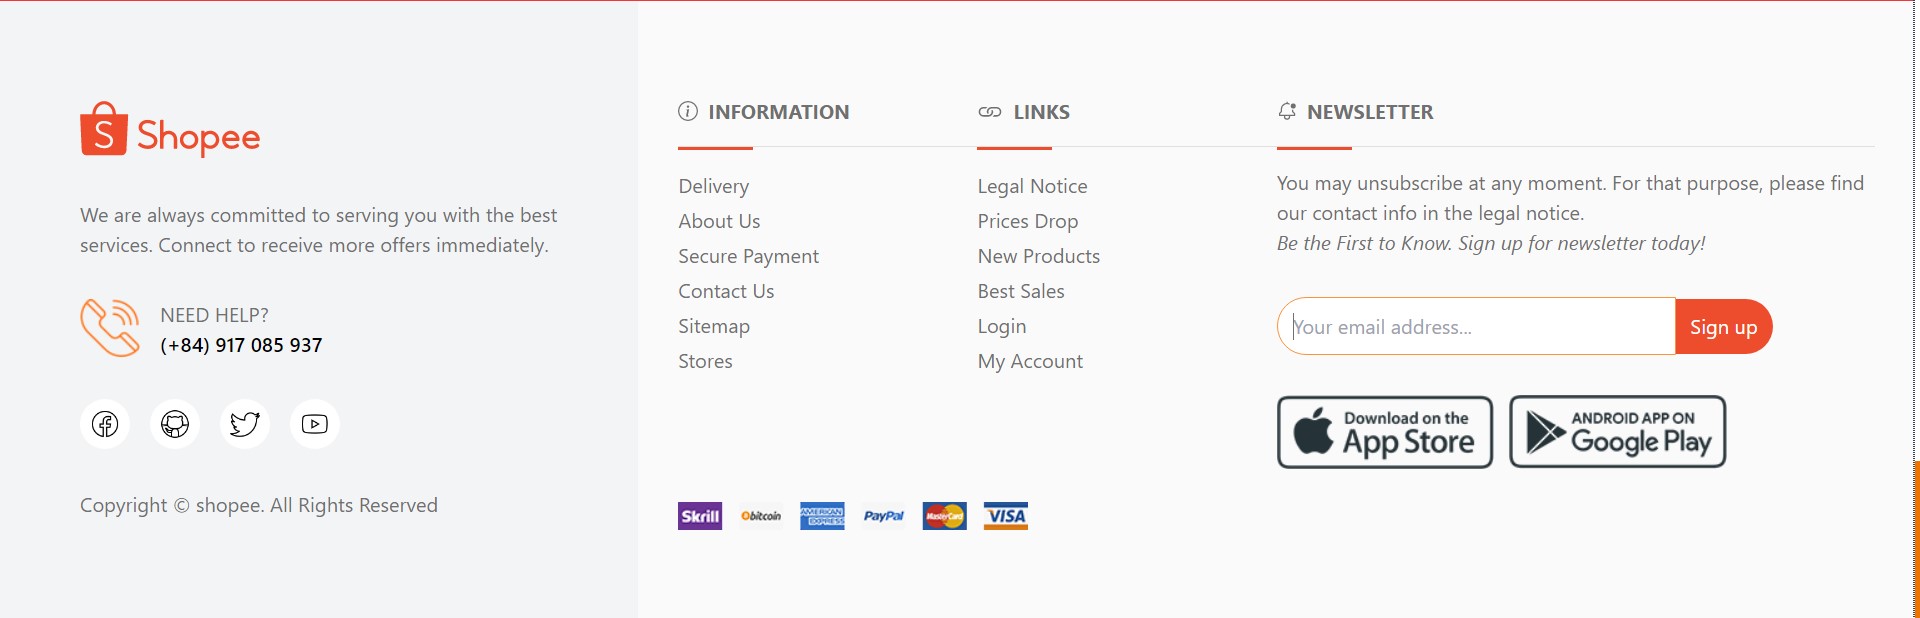 S Shopee
We are always committed to serving you with the best
services. Connect to receive more offers immediately.
NEED HELP?
(+84) 917 085 937
Copyright © shopee. All Rights Reserved
INFORMATION
Delivery
About Us
Secure Payment
Contact Us
Sitemap
Stores
LINKS
Legal Notice
Prices Drop
New Products
Best Sales
Login
My Account
NEWSLETTER
You may unsubscribe at any moment. For that purpose, please find
our contact info in the legal notice.
Be the First to Know. Sign up for newsletter today!
Your email address...
Sign up
Download on the
App Store
ANDROID APP ON
Google Play
Skrill
bitcoin
AMERICAN
EXPRESS
PayPal
MasterCard
VISA